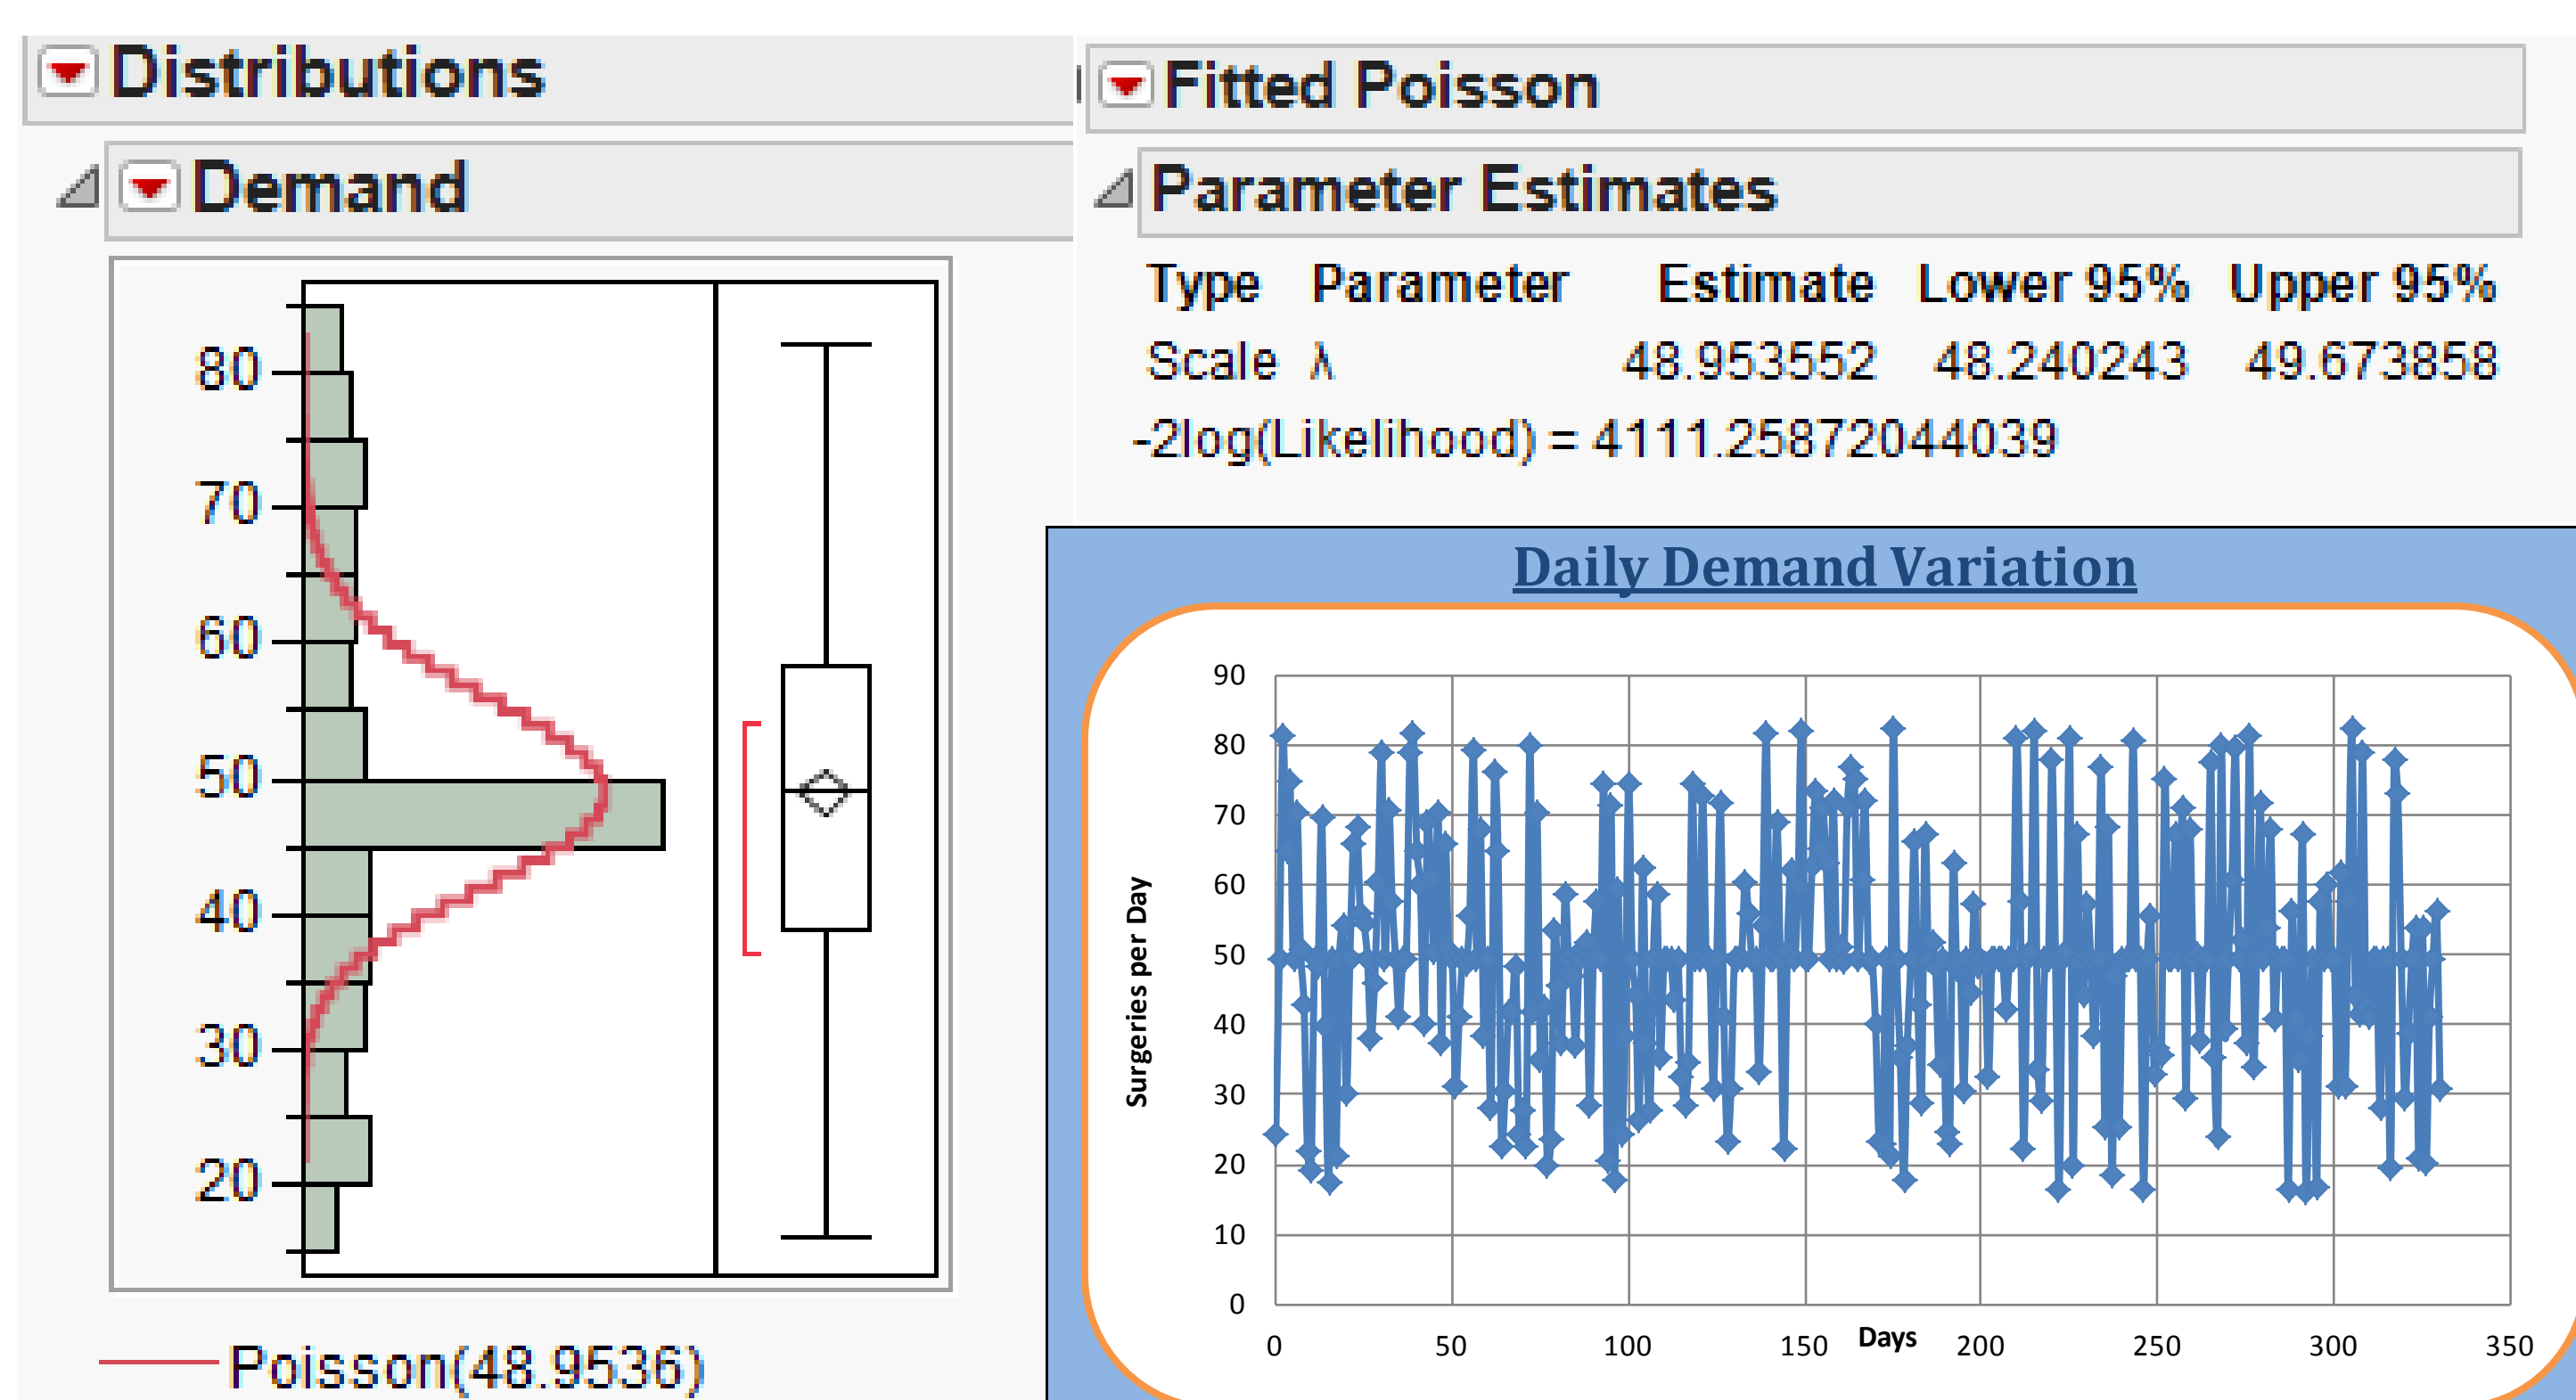 Distributions
Demand
80
70
60
50
40
30
20
Poisson(48.9536)
Fitted Poisson
Parameter Estimates
Type Parameter Estimate Lower 95% Upper 95%
Scale λ 48.953552 48.240243 49.673858
-2log(Likelihood) = 4111.25872044039
Daily Demand Variation
Surgeries per Day
90
80
70
60
50
40
30
20
10
0
0 50 100 150 200 250 300 350
Days